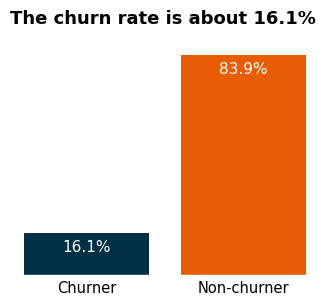 The churn rate is about 16.1%
83.9%
16.1%
Churner
Non-churner